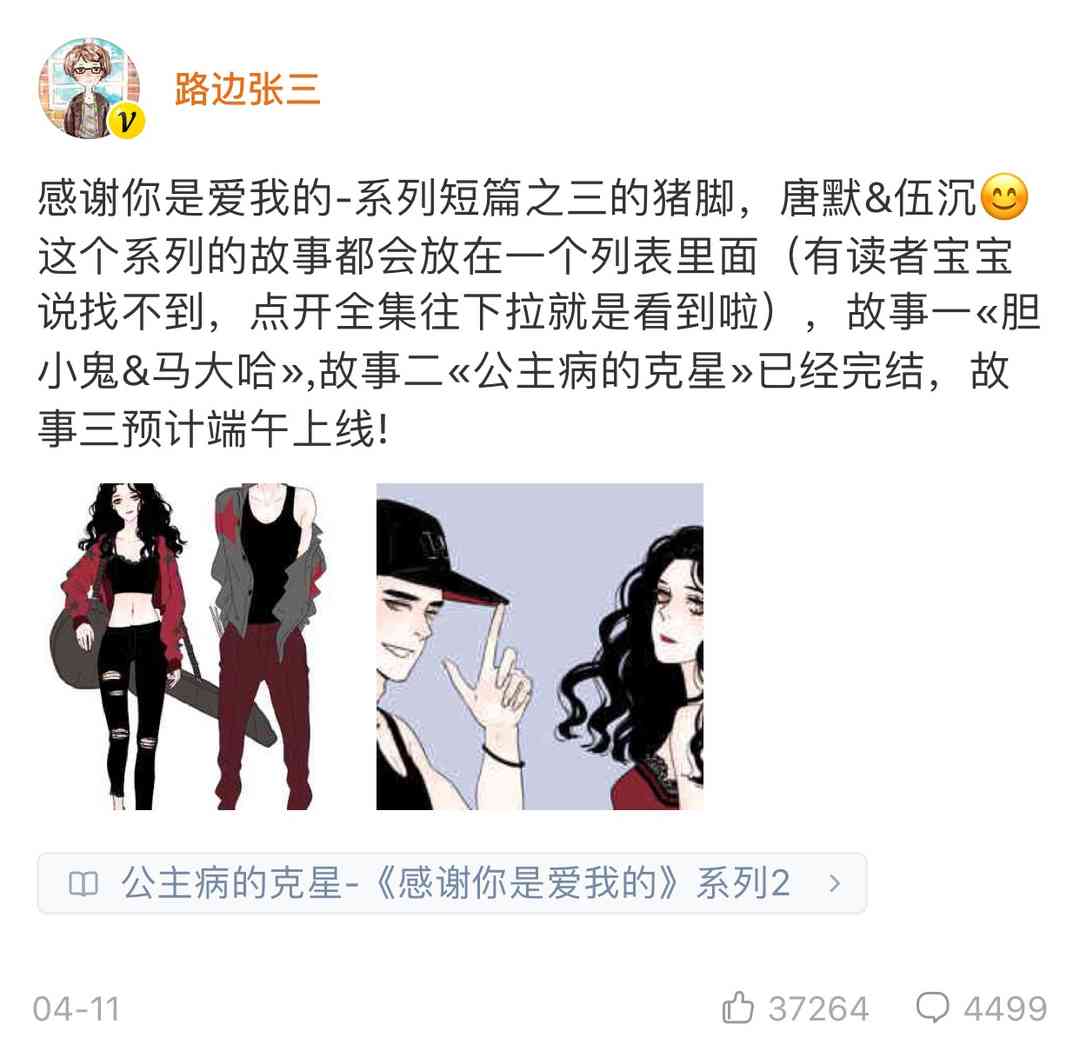 路边张三
感谢你是爱我的-系列短篇之三的猪脚，唐默&伍沉😊
这个系列的故事都会放在一个列表里面（有读者宝宝
说找不到，点开全集往下拉就是看到啦），故事一«胆
小鬼&马大哈»,故事二«公主病的克星»已经完结，故
事三预计端午上线!
公主病的克星-《感谢你是爱我的》系列2
04-11 37264 4499